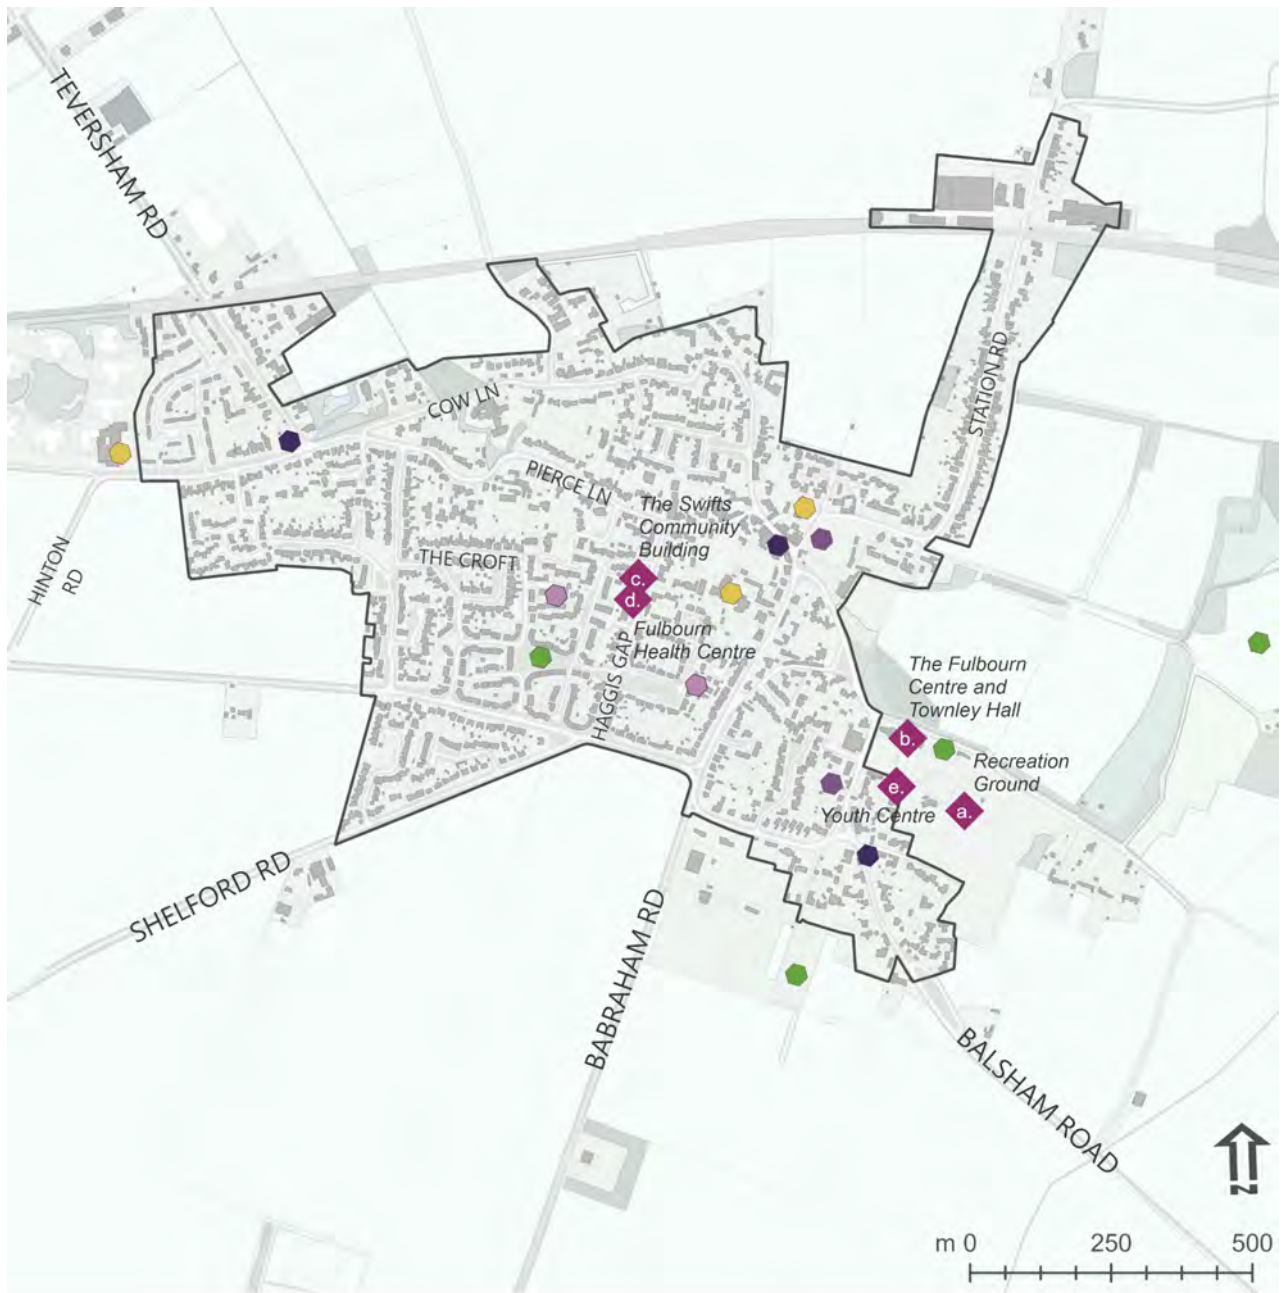 TEVERSHAM RD
STATION RD
COW LN
PIERCE LN
The Swifts
Community
Building
THE CROFT
HINTON
RD
c.
d.
Fulbourn
Health Centre
HAGGIS GAP
The Fulbourn
Centre and
Townley Hall
b.
Recreation
Ground
e.
a.
Youth Centre
SHELFORD RD
BABRAHAM RD
BALSHAM ROAD
N
m 0 250 500